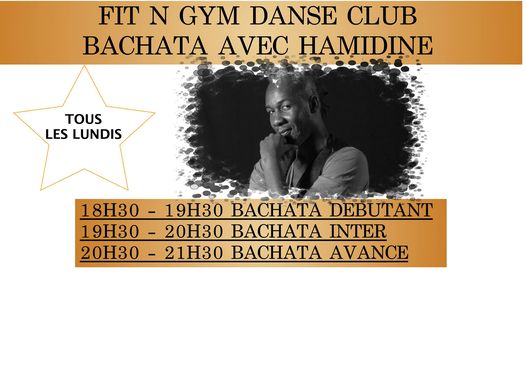 FIT N GYM DANSE CLUB
BACHATA AVEC HAMIDINE
TOUS
LES LUNDIS
18H30 - 19H30 BACHATA DEBUTANT
19H30 - 20H30 BACHATA INTER
20H30 - 21H30 BACHATA AVANCE